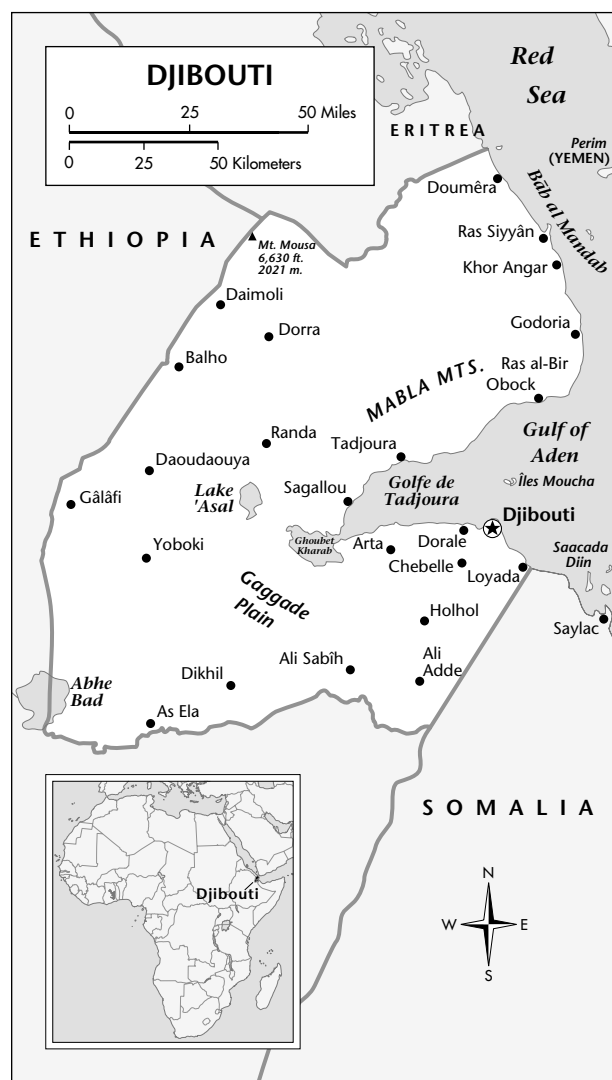 DJIBOUTI
0 25 50 Miles
0 25 50 Kilometers
Red
Sea
ERITREA
Perim
(YEMEN)
Bāb al Mandab
Doumêra
ETHIOPIA
Mt. Mousa
6,630 ft.
2021 m.
Ras Siyyân
Khor Angar
Daimoli
Dorra
Godoria
Balho
Ras al-Bir
Obock
MABLA MTS.
Randa
Tadjoura
Gulf of
Aden
Daoudaouya
Lake
'Asal
Sagallou
Golfe de
Tadjoura
Îles Moucha
Gâlâfi
Djibouti
Ghoubet
Kharab
Arta
Dorale
Chebelle
Loyada
Saacada
Diin
Yoboki
Gaggade
Plain
Holhol
Saylac
Ali Sabîh
Ali
Adde
Dikhil
Abhe
Bad
As Ela
SOMALIA
Djibouti
N
W E
S